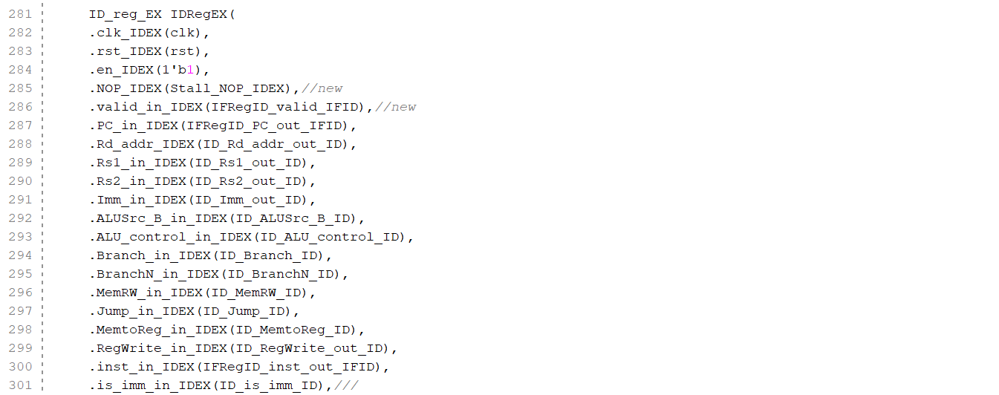 281 ID_reg_EX IDRegEX(
282 .clk_IDEX(clk),
283 .rst_IDEX(rst),
284 .en_IDEX(1'b1),
285 .NOP_IDEX(Stall_NOP_IDEX),//new
286 .valid_in_IDEX(IFRegID_valid_IFID),//new
287 .PC_in_IDEX(IFRegID_PC_out_IFID),
288 .Rd_addr_IDEX(ID_Rd_addr_out_ID),
289 .Rs1_in_IDEX(ID_Rs1_out_ID),
290 .Rs2_in_IDEX(ID_Rs2_out_ID),
291 .Imm_in_IDEX(ID_Imm_out_ID),
292 .ALUSrc_B_in_IDEX(ID_ALUSrc_B_ID),
293 .ALU_control_in_IDEX(ID_ALU_control_ID),
294 .Branch_in_IDEX(ID_Branch_ID),
295 .BranchN_in_IDEX(ID_BranchN_ID),
296 .MemRW_in_IDEX(ID_MemRW_ID),
297 .Jump_in_IDEX(ID_Jump_ID),
298 .MemtoReg_in_IDEX(ID_MemtoReg_ID),
299 .RegWrite_in_IDEX(ID_RegWrite_out_ID),
300 .inst_in_IDEX(IFRegID_inst_out_IFID),
301 .is_imm_in_IDEX(ID_is_imm_ID),///